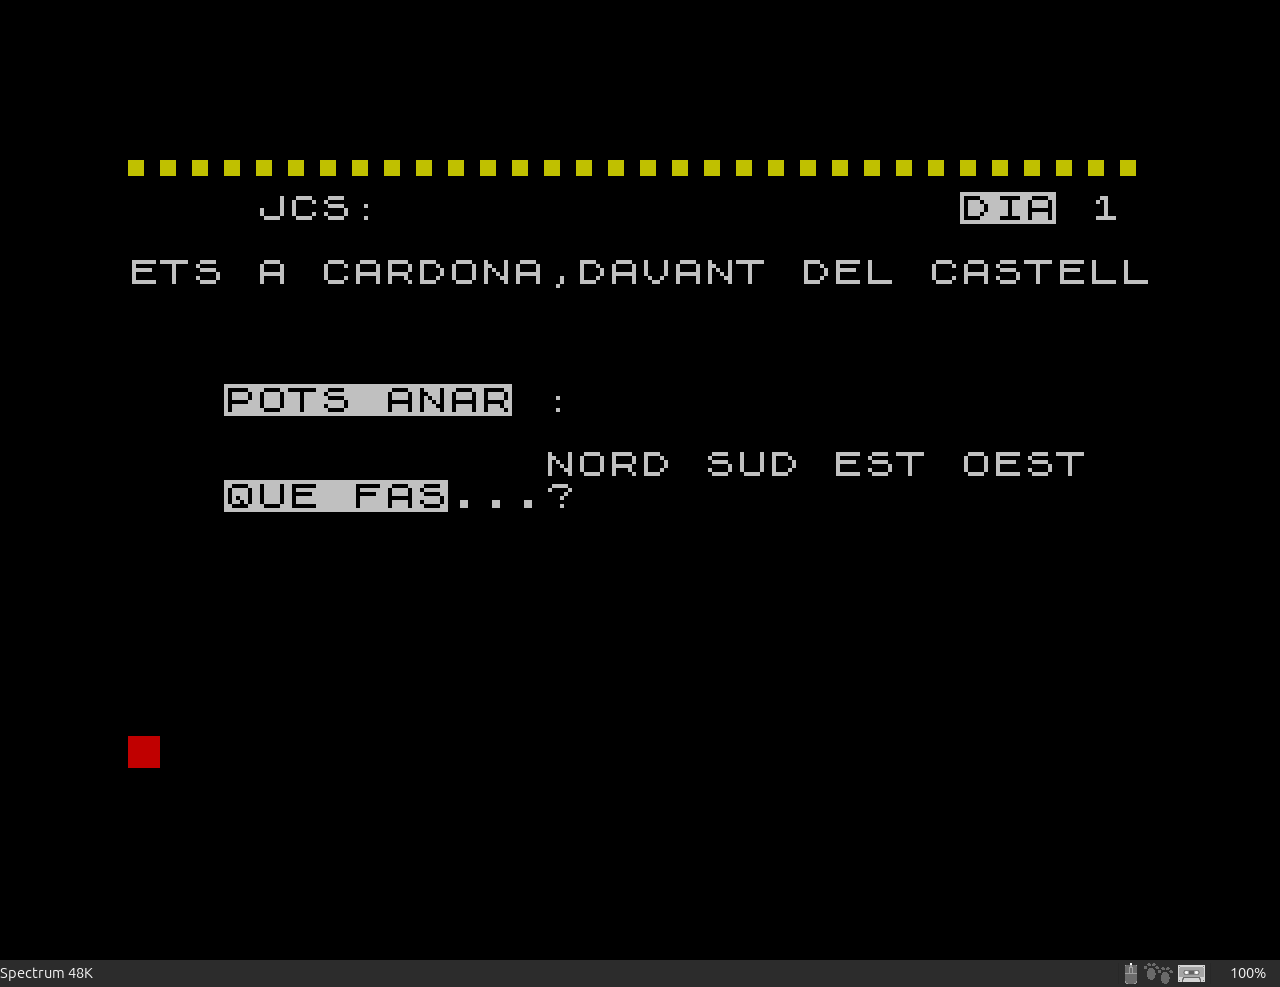 JCS: DIA 1
ETS A CARDONA,DAVANT DEL CASTELL
POTS ANAR :
NORD SUD EST OEST
QUE FAS...?
Spectrum 48K 100%